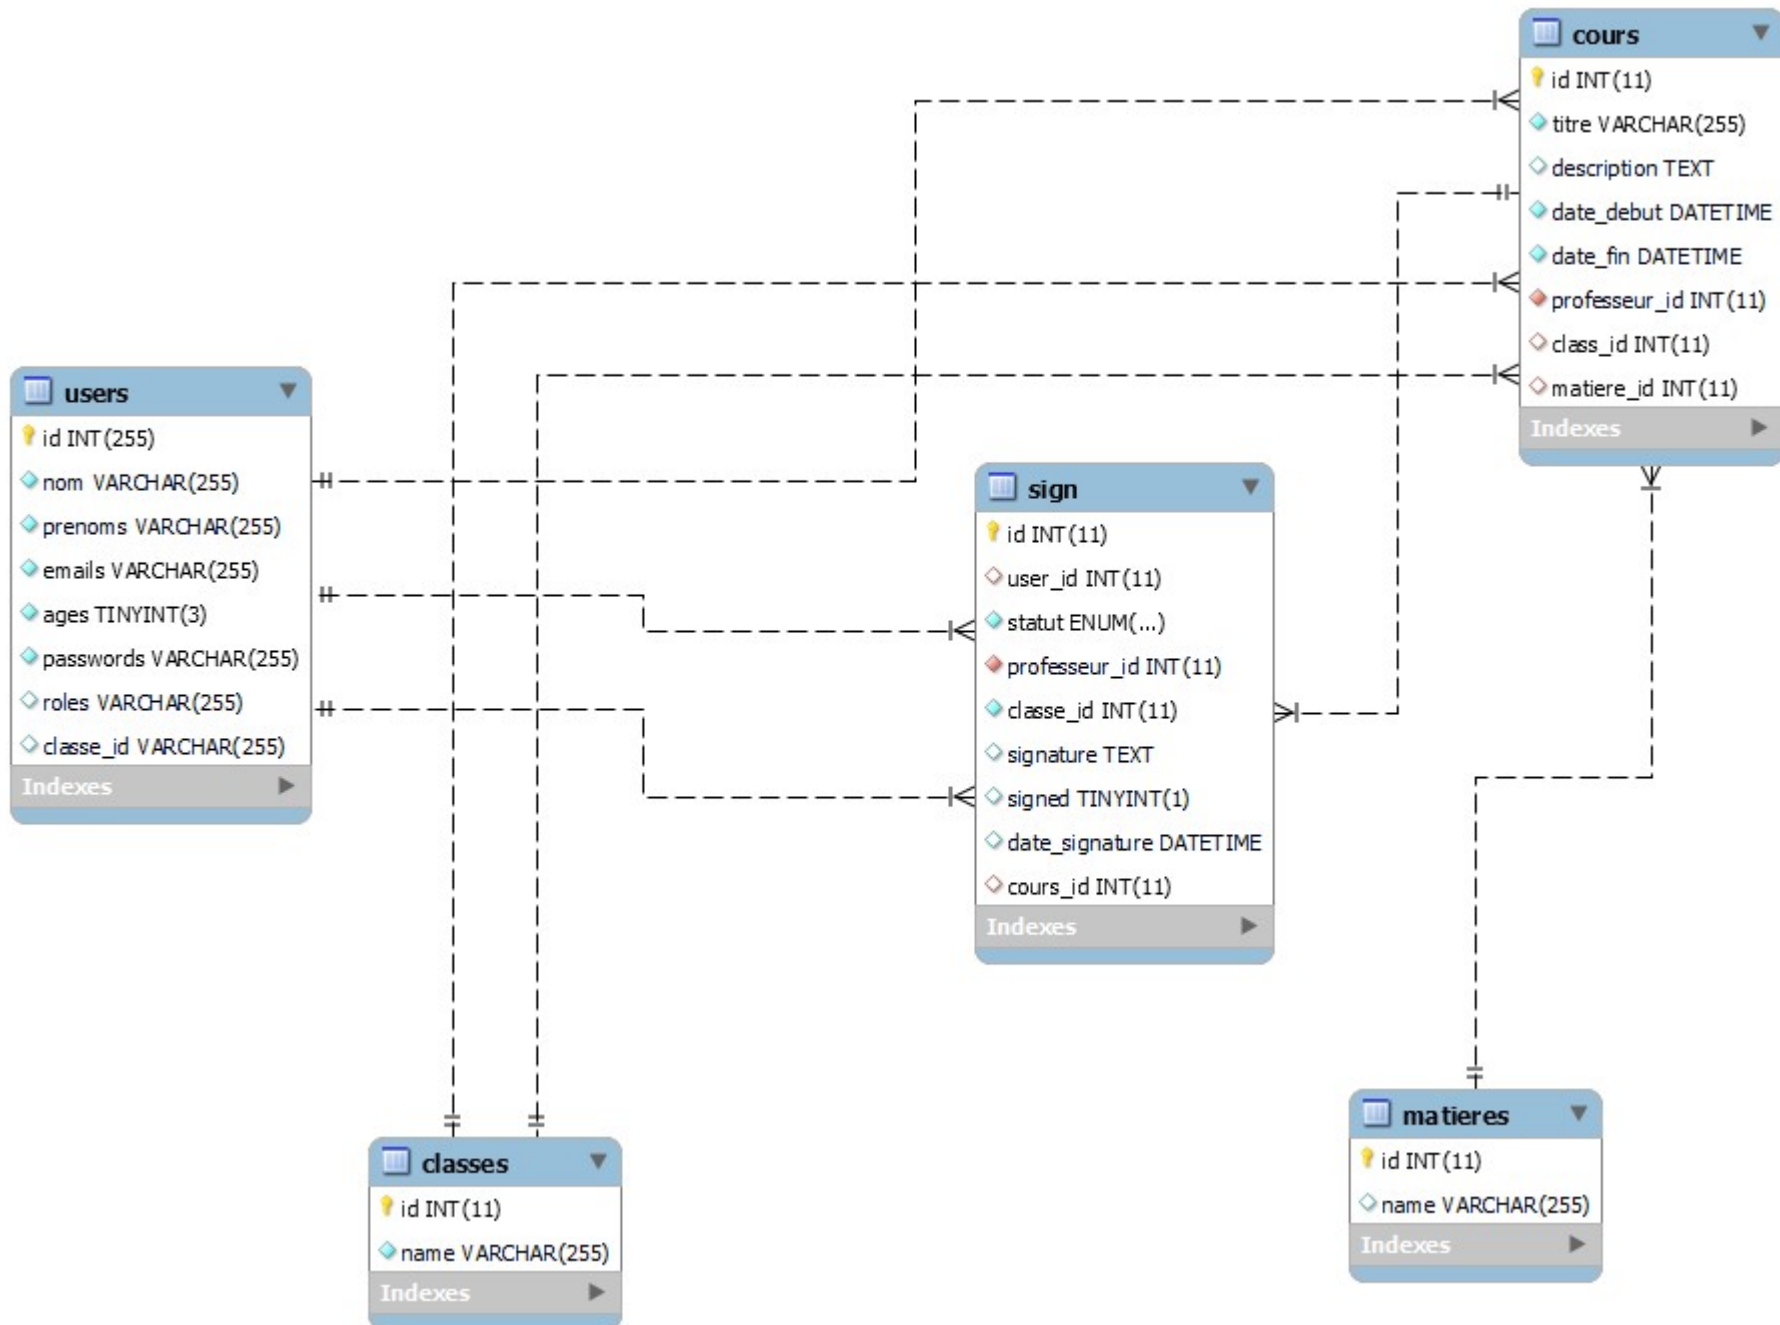 cours
id INT(11)
titre VARCHAR(255)
description TEXT
date_debut DATETIME
date_fin DATETIME
professeur_id INT(11)
class_id INT(11)
matiere_id INT(11)
Indexes
users
id INT(255)
nom VARCHAR(255)
prenoms VARCHAR(255)
emails VARCHAR(255)
ages TINYINT(3)
passwords VARCHAR(255)
roles VARCHAR(255)
classe_id VARCHAR(255)
Indexes
sign
id INT(11)
user_id INT(11)
statut ENUM(...)
professeur_id INT(11)
classe_id INT(11)
signature TEXT
signed TINYINT(1)
date_signature DATETIME
cours_id INT(11)
Indexes
matieres
id INT(11)
name VARCHAR(255)
Indexes
classes
id INT(11)
name VARCHAR(255)
Indexes